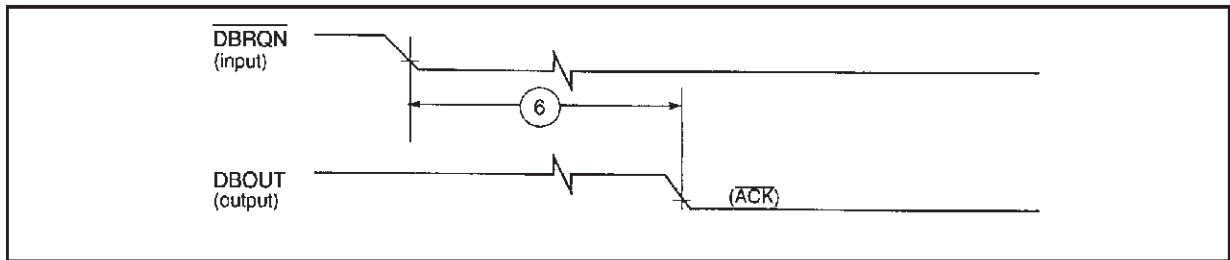 DBRQN
(input)
6
DBOUT
(output)
(ACK)